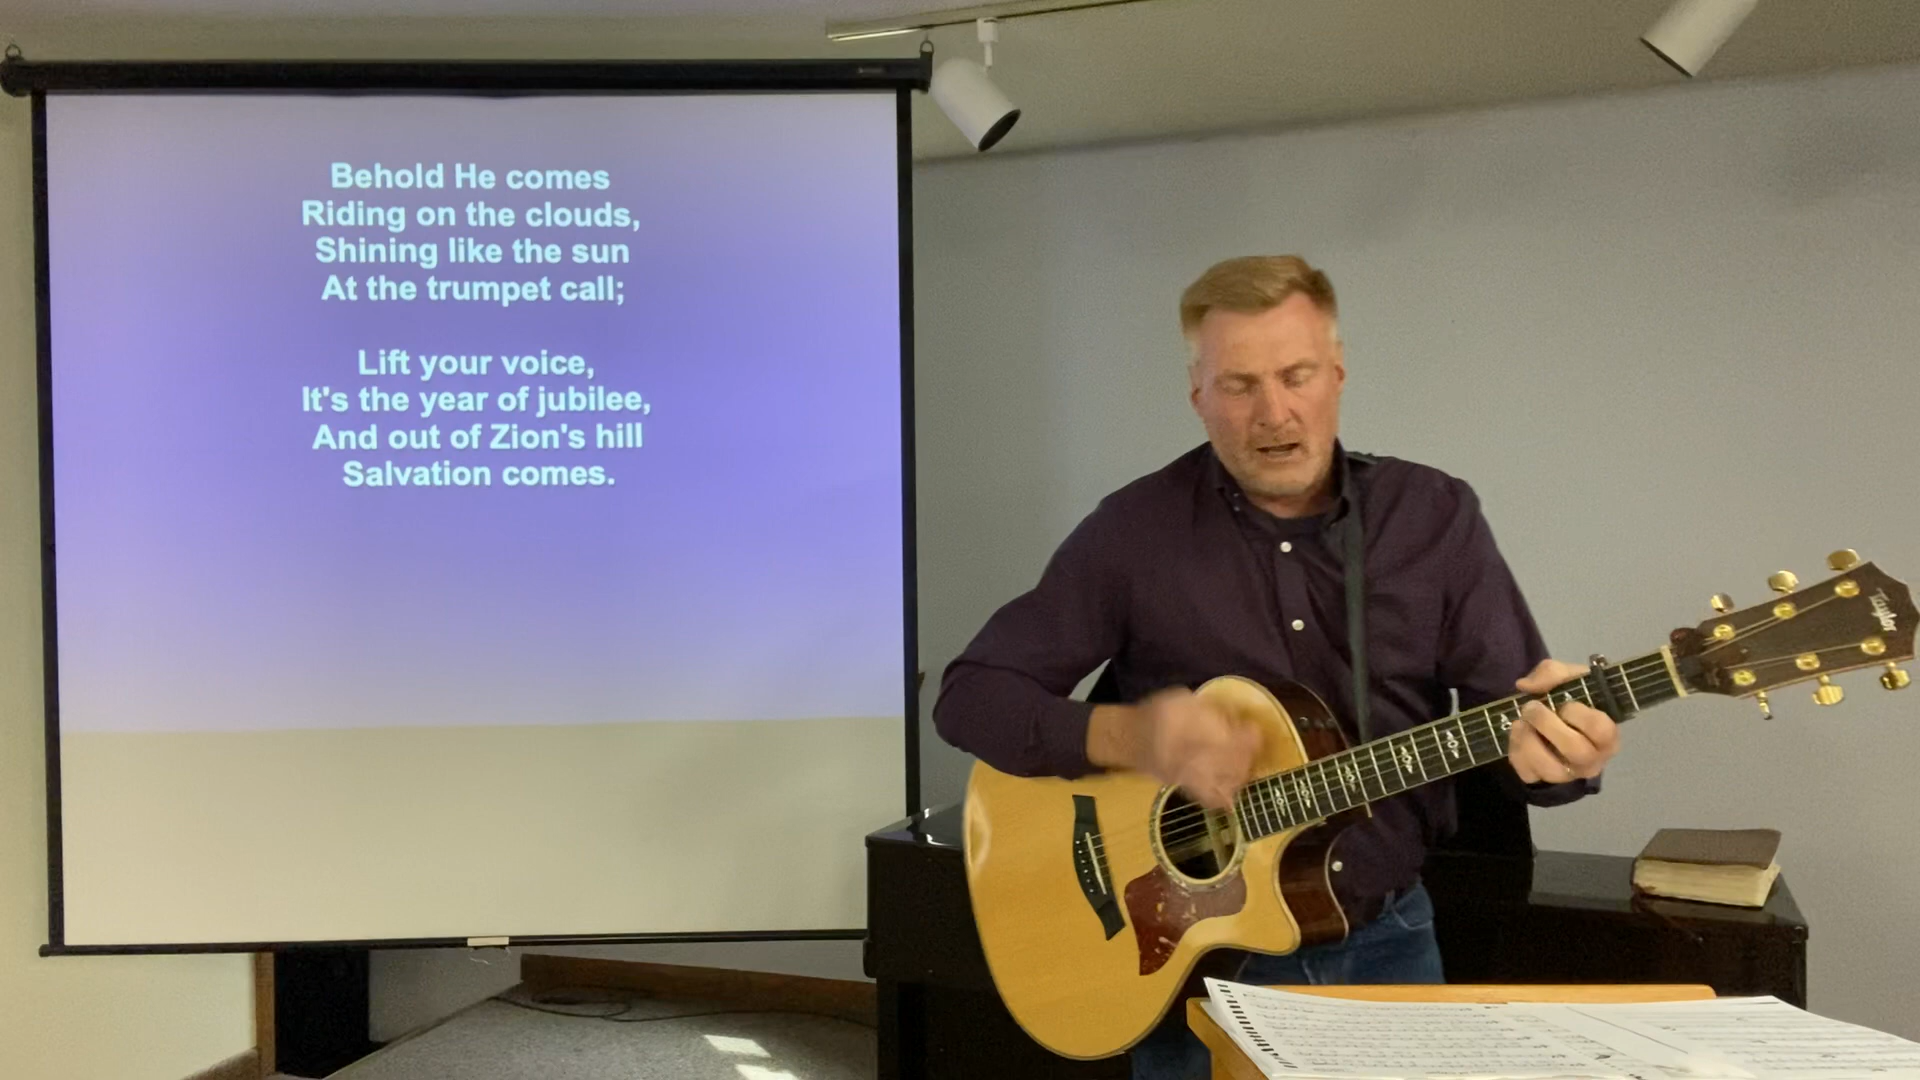 Behold He comes
Riding on the clouds,
Shining like the sun
At the trumpet call;
Lift your voice,
It's the year of jubilee,
And out of Zion's hill
Salvation comes.
Taylor